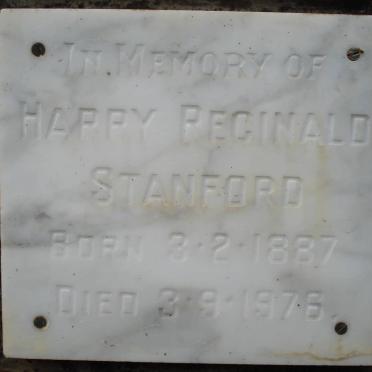 In Memory of
Harry Reginald
Stanford
Born 3·2·1887
Died 3·9·1976.